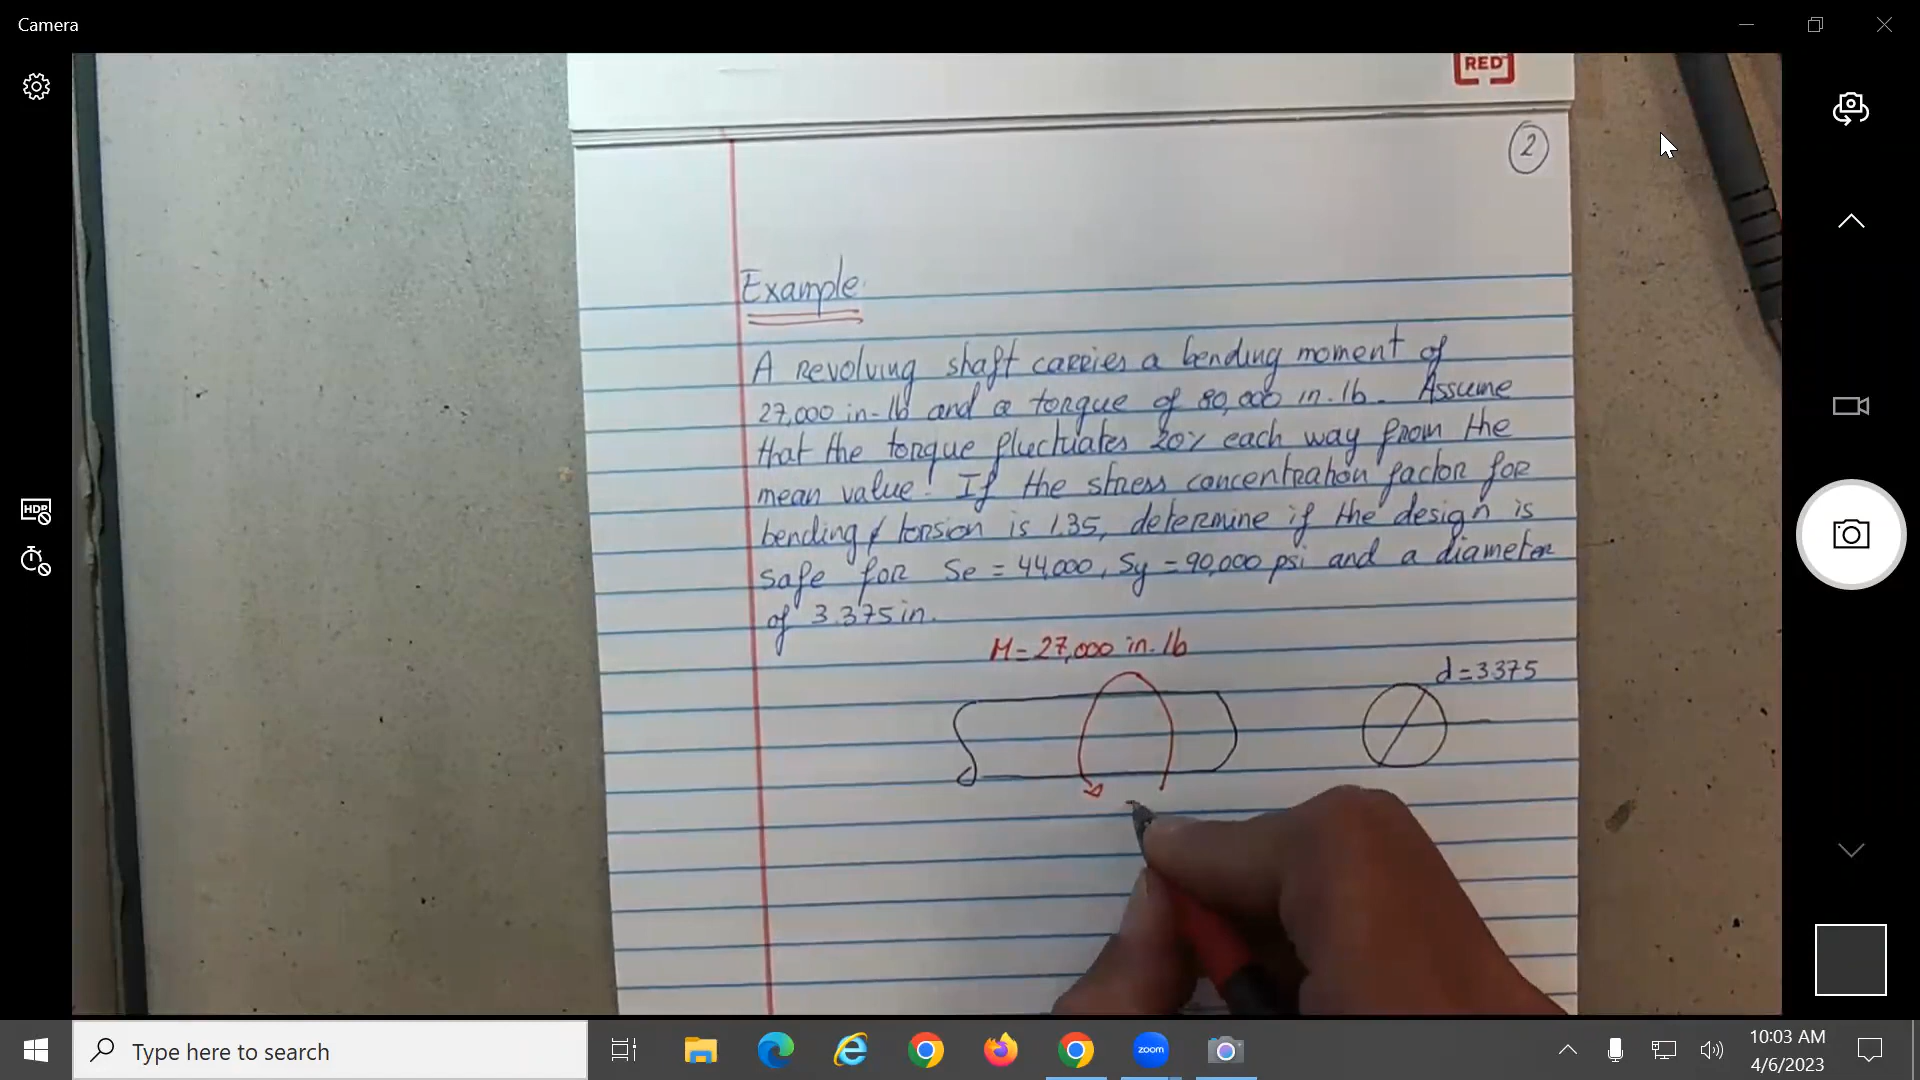 Camera
RED
2
Example
A revolving shaft carries a bending moment of
27,000 in-lb and a torque of 80,000 in.lb. Assume
that the torque fluctuates 20% each way from the
mean value! If the stress concentration factor for
bending & torsion is 1.35, determine if the design is
safe for Se = 44,000, Sy = 90,000 psi and a diameter
of 3.375 in.
M = 27,000 in.lb
d = 3.375
HDR
Type here to search
zoom
10:03 AM
4/6/2023